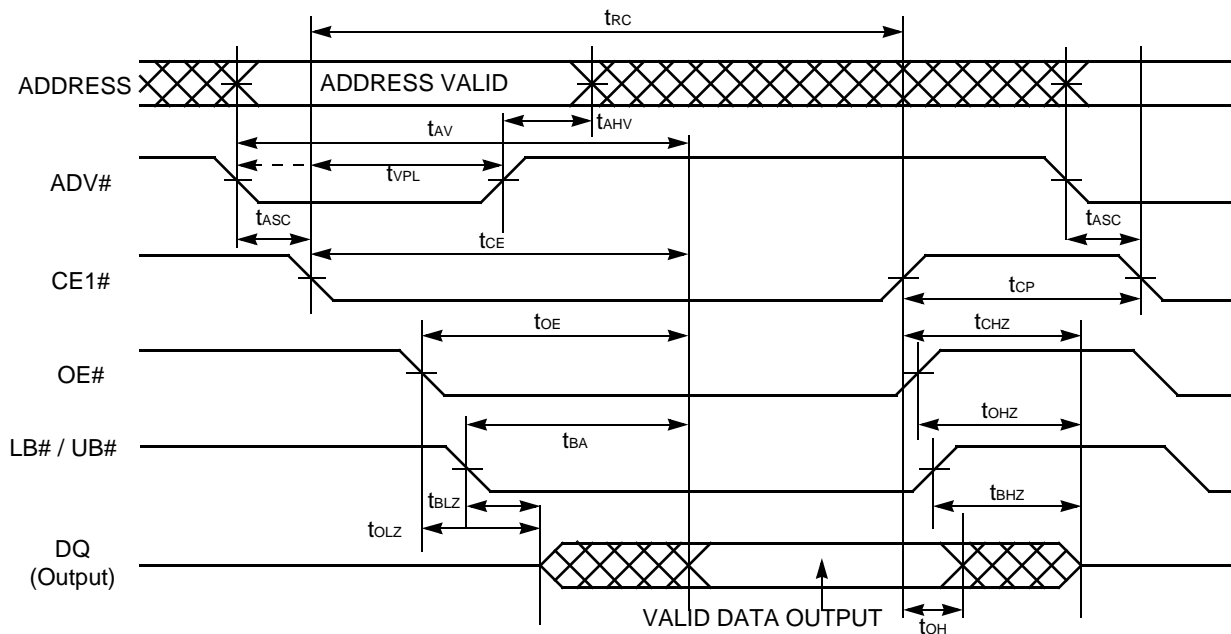 tRC
ADDRESS
ADDRESS VALID
tAV
tAHV
ADV#
tVPL
tASC
tASC
tCE
CE1#
tCP
tOE
tCHZ
OE#
tOHZ
LB# / UB#
tBA
tBLZ
tBHZ
tOLZ
DQ
(Output)
VALID DATA OUTPUT
tOH